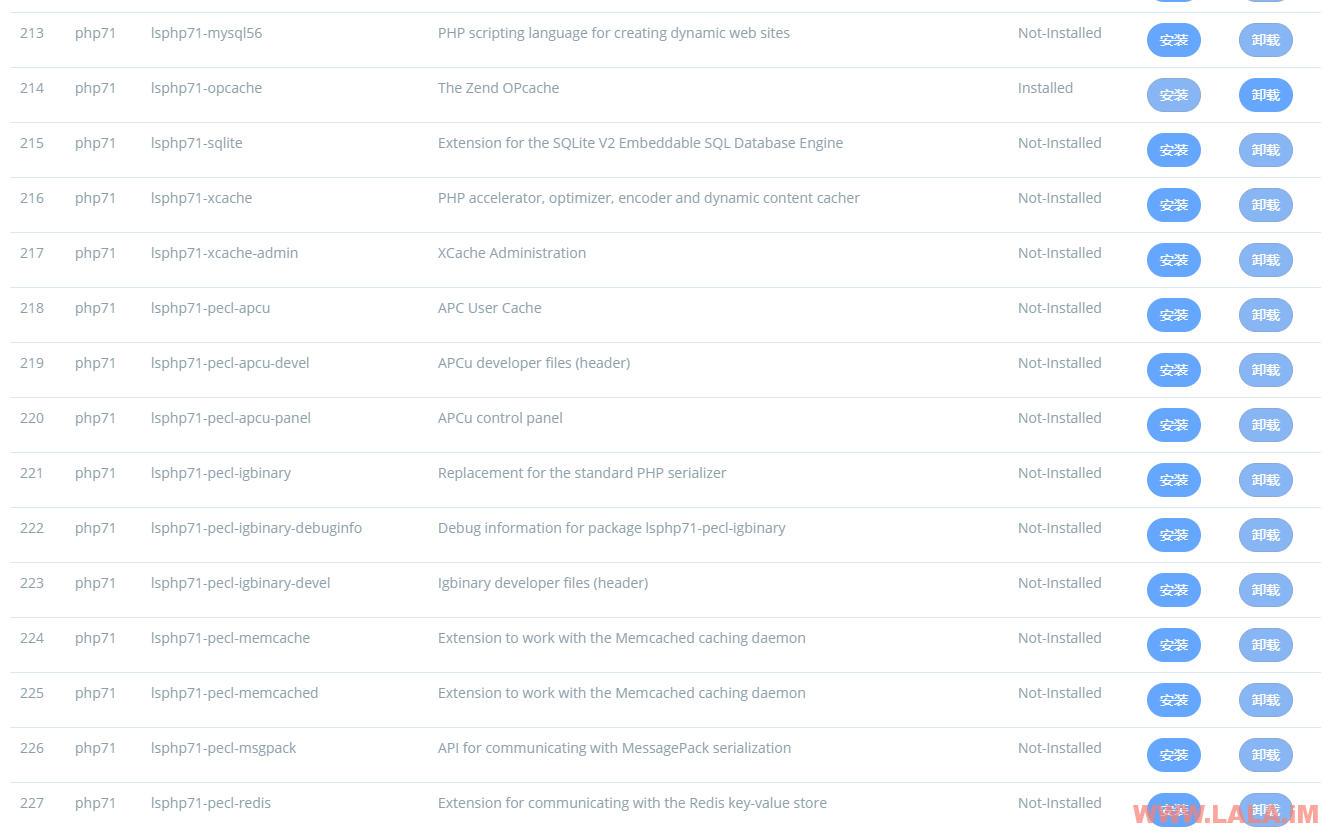 213 php71 lsphp71-mysql56 PHP scripting language for creating dynamic web sites Not-Installed 安装 卸载
214 php71 lsphp71-opcache The Zend OPcache Installed 安装 卸载
215 php71 lsphp71-sqlite Extension for the SQLite V2 Embeddable SQL Database Engine Not-Installed 安装 卸载
216 php71 lsphp71-xcache PHP accelerator, optimizer, encoder and dynamic content cacher Not-Installed 安装 卸载
217 php71 lsphp71-xcache-admin XCache Administration Not-Installed 安装 卸载
218 php71 lsphp71-pecl-apcu APC User Cache Not-Installed 安装 卸载
219 php71 lsphp71-pecl-apcu-devel APCu developer files (header) Not-Installed 安装 卸载
220 php71 lsphp71-pecl-apcu-panel APCu control panel Not-Installed 安装 卸载
221 php71 lsphp71-pecl-igbinary Replacement for the standard PHP serializer Not-Installed 安装 卸载
222 php71 lsphp71-pecl-igbinary-debuginfo Debug information for package lsphp71-pecl-igbinary Not-Installed 安装 卸载
223 php71 lsphp71-pecl-igbinary-devel Igbinary developer files (header) Not-Installed 安装 卸载
224 php71 lsphp71-pecl-memcache Extension to work with the Memcached caching daemon Not-Installed 安装 卸载
225 php71 lsphp71-pecl-memcached Extension to work with the Memcached caching daemon Not-Installed 安装 卸载
226 php71 lsphp71-pecl-msgpack API for communicating with MessagePack serialization Not-Installed 安装 卸载
227 php71 lsphp71-pecl-redis Extension for communicating with the Redis key-value store Not-Installed 安装 卸载
WWW.LALA.iM